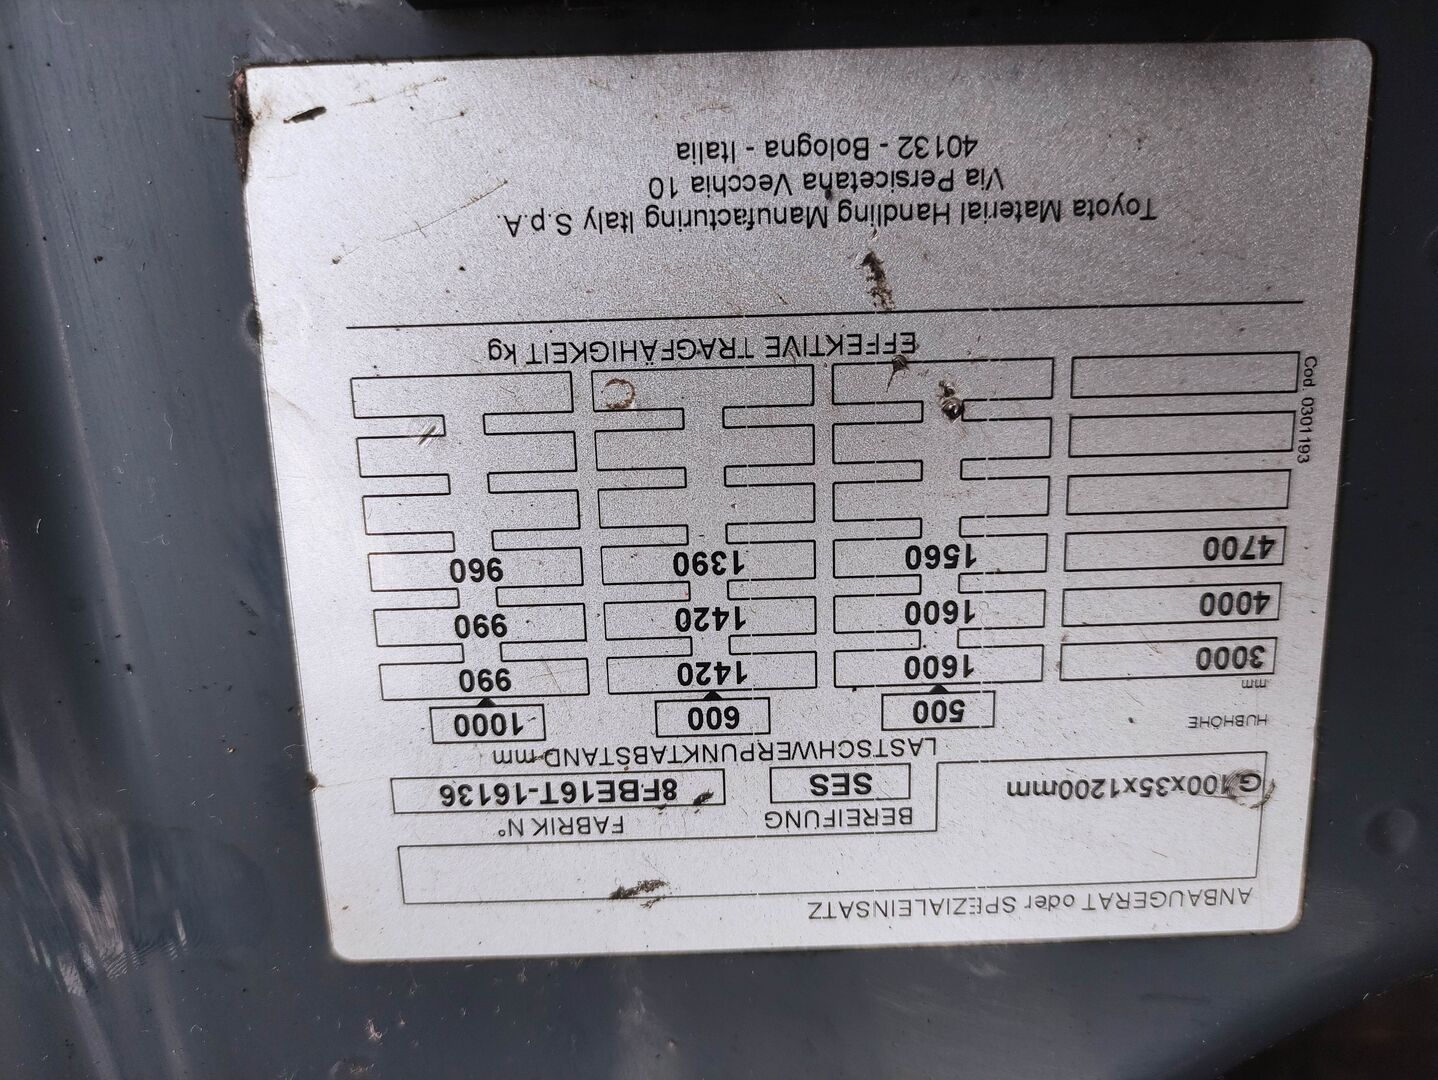 ANBAUGERAT oder SPEZIALEINSATZ
G100x35x1200mm
BEREIFUNG
SES
FABRIK N°
8FBE16T-16136
LASTSCHWERPUNKTABSTAND mm
HUBHÖHE
mm
500 600 1000
3000 1600 1420 990
4000 1600 1420 990
4700 1560 1390 960
EFFEKTIVE TRAGFÄHIGKEIT kg
Cod. 0301193
Toyota Material Handling Manufacturing Italy S.p.A.
Via Persicetana Vecchia 10
40132 - Bologna - Italia